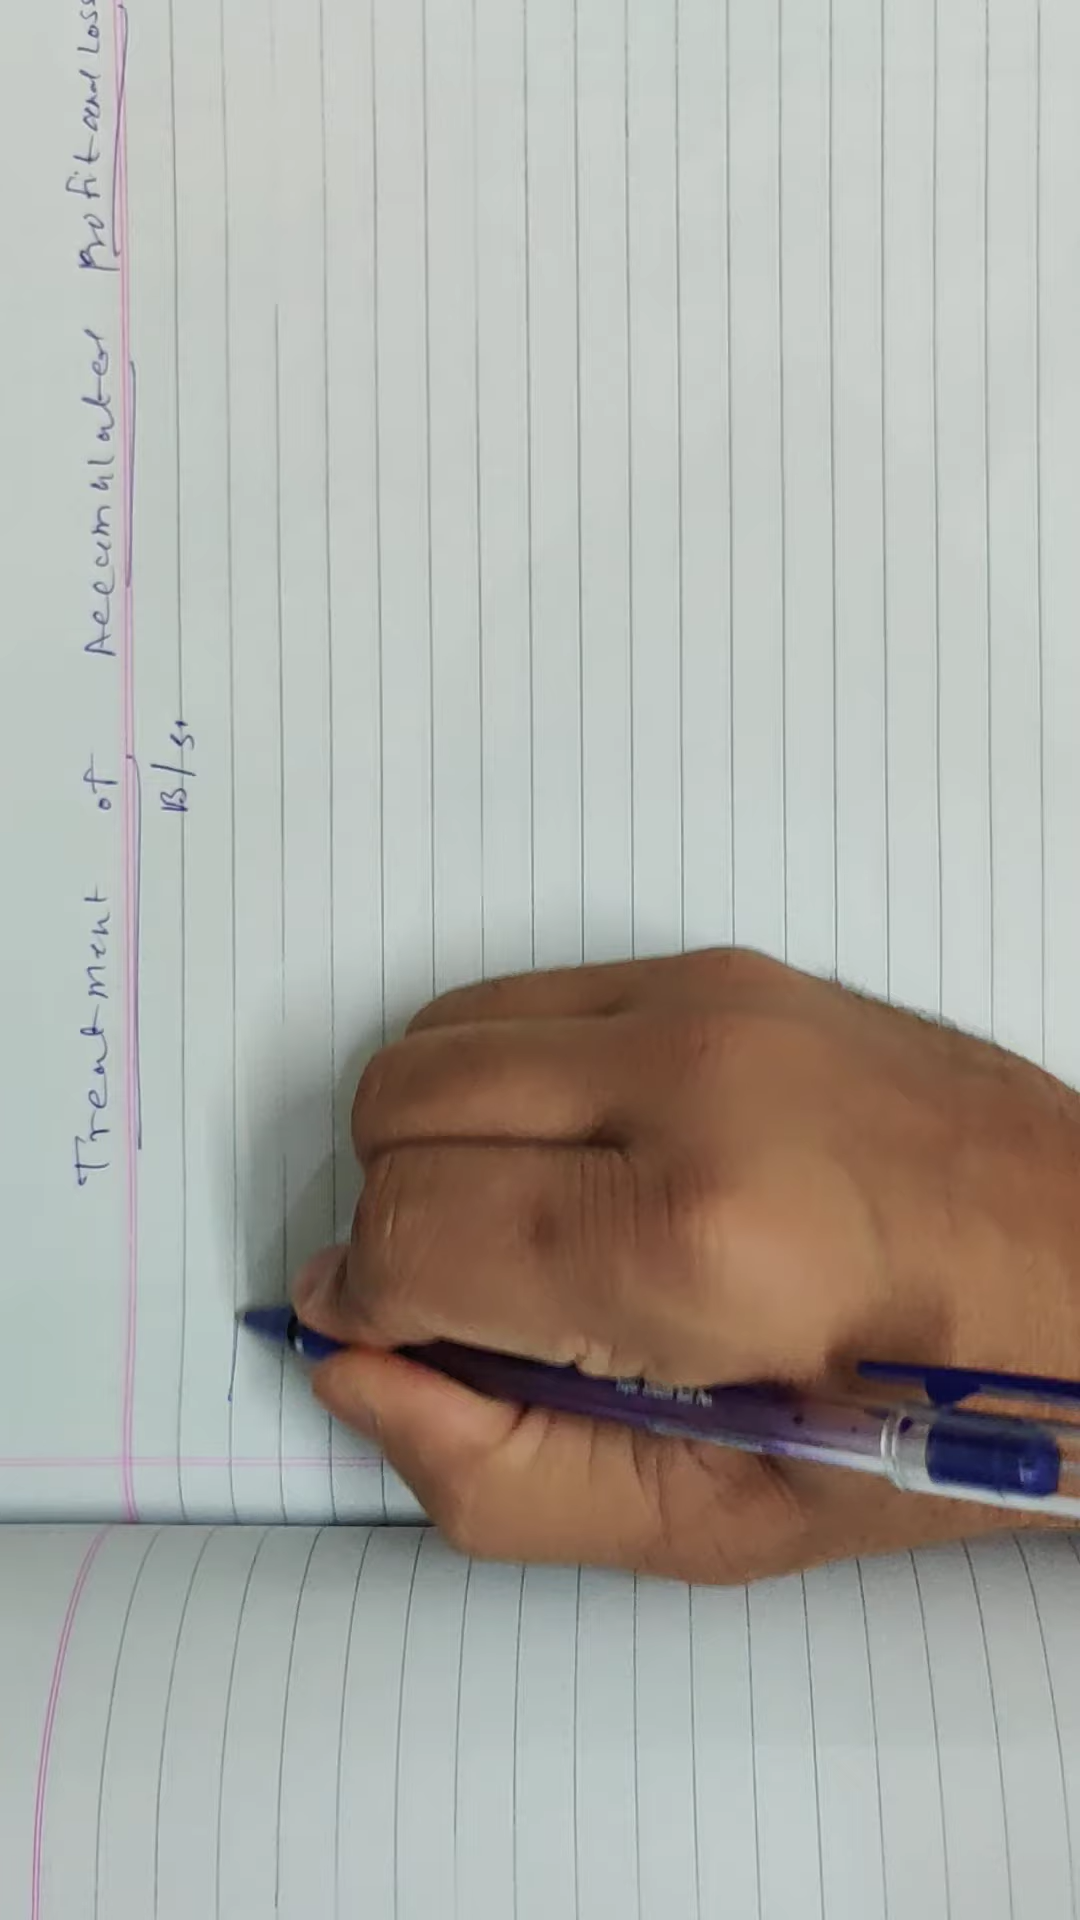 Treatment of Accumulated Profit and Loss
B/s.